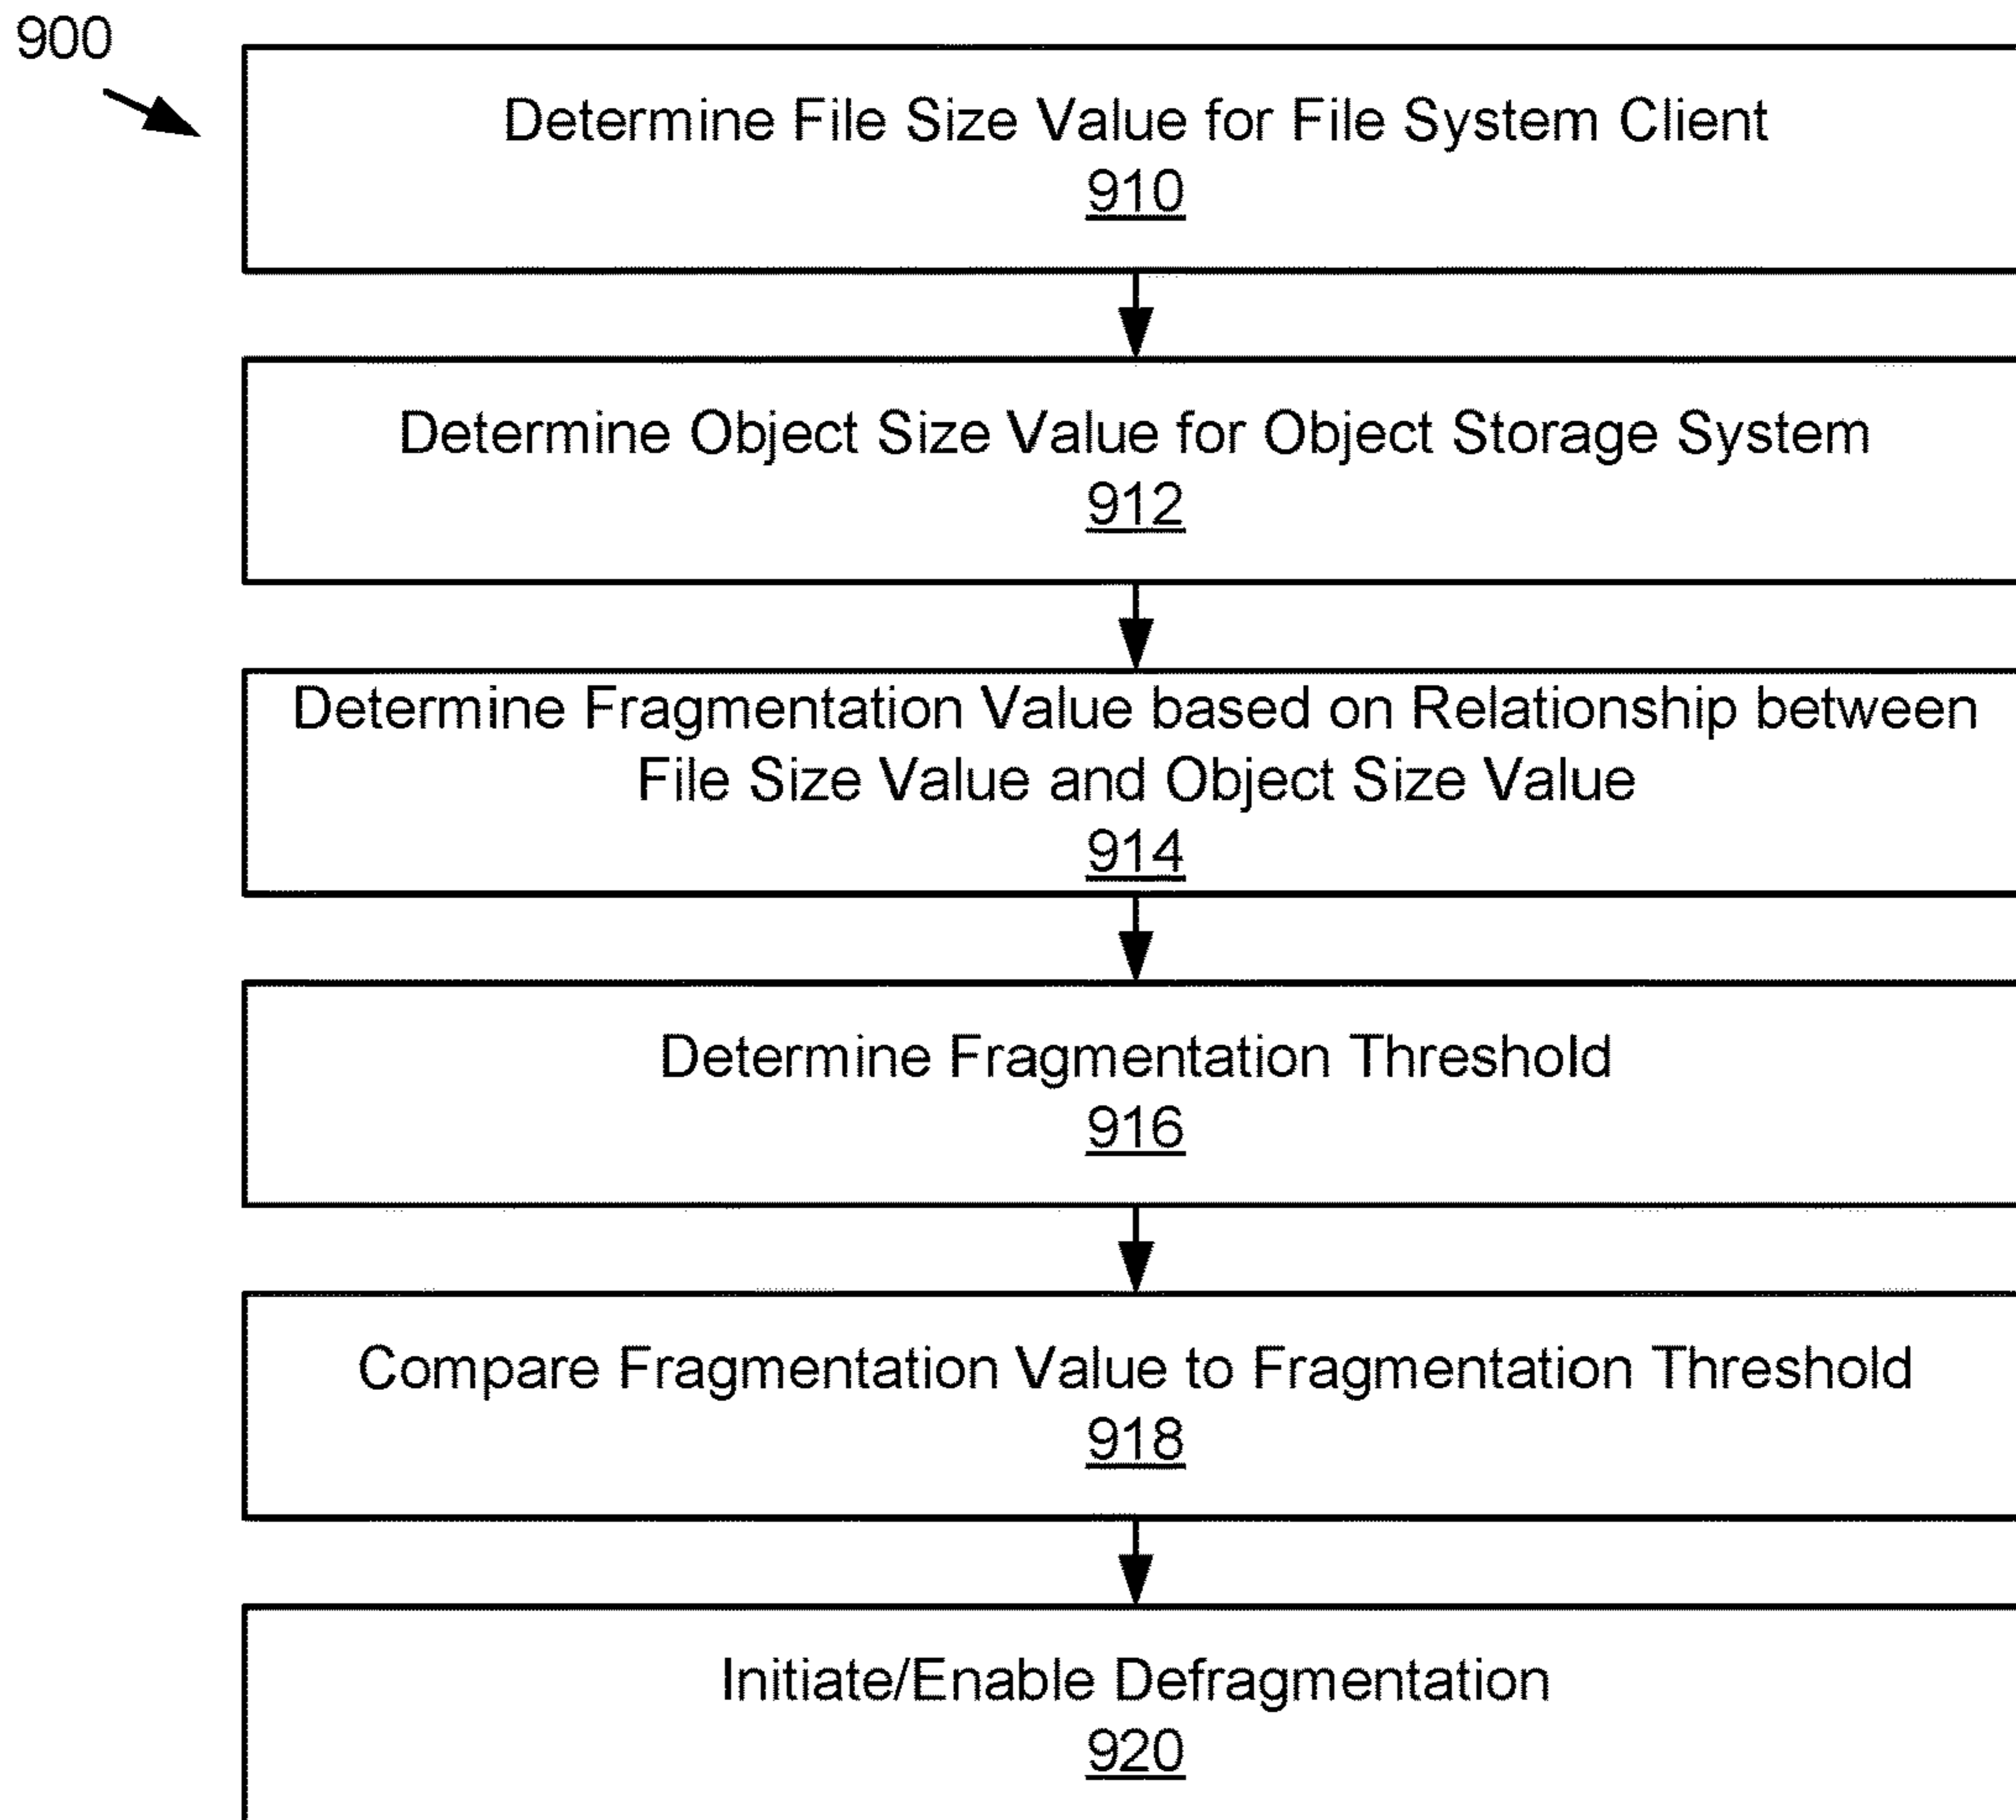 900
Determine File Size Value for File System Client
910
Determine Object Size Value for Object Storage System
912
Determine Fragmentation Value based on Relationship between
File Size Value and Object Size Value
914
Determine Fragmentation Threshold
916
Compare Fragmentation Value to Fragmentation Threshold
918
Initiate/Enable Defragmentation
920